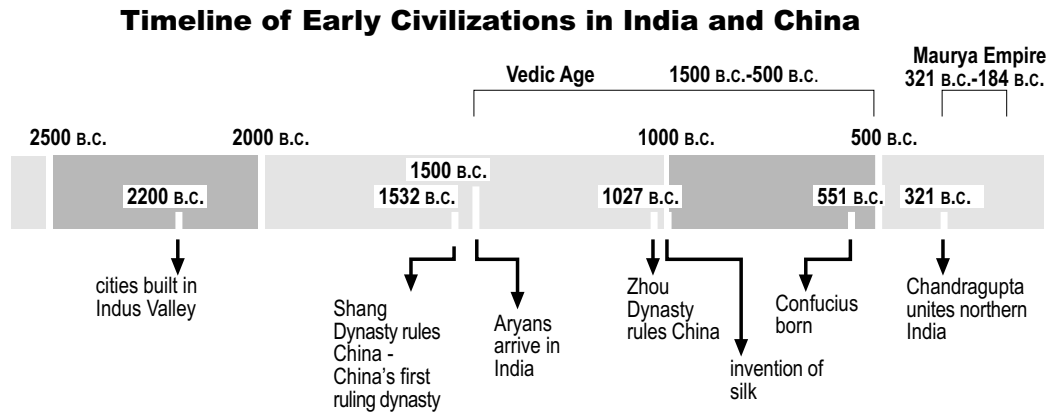 Timeline of Early Civilizations in India and China
Maurya Empire
Vedic Age 1500 B.C.-500 B.C.
321 B.C.-184 B.C.
2500 B.C.
2000 B.C.
1000 B.C.
500 B.C.
1500 B.C.
2200 B.C.
1532 B.C.
1027 B.C.
551 B.C.
321 B.C.
cities built in
Indus Valley
Shang
Dynasty rules
China -
China's first
ruling dynasty
Aryans
arrive in
India
Zhou
Dynasty
rules China
invention of
silk
Confucius
born
Chandragupta
unites northern
India